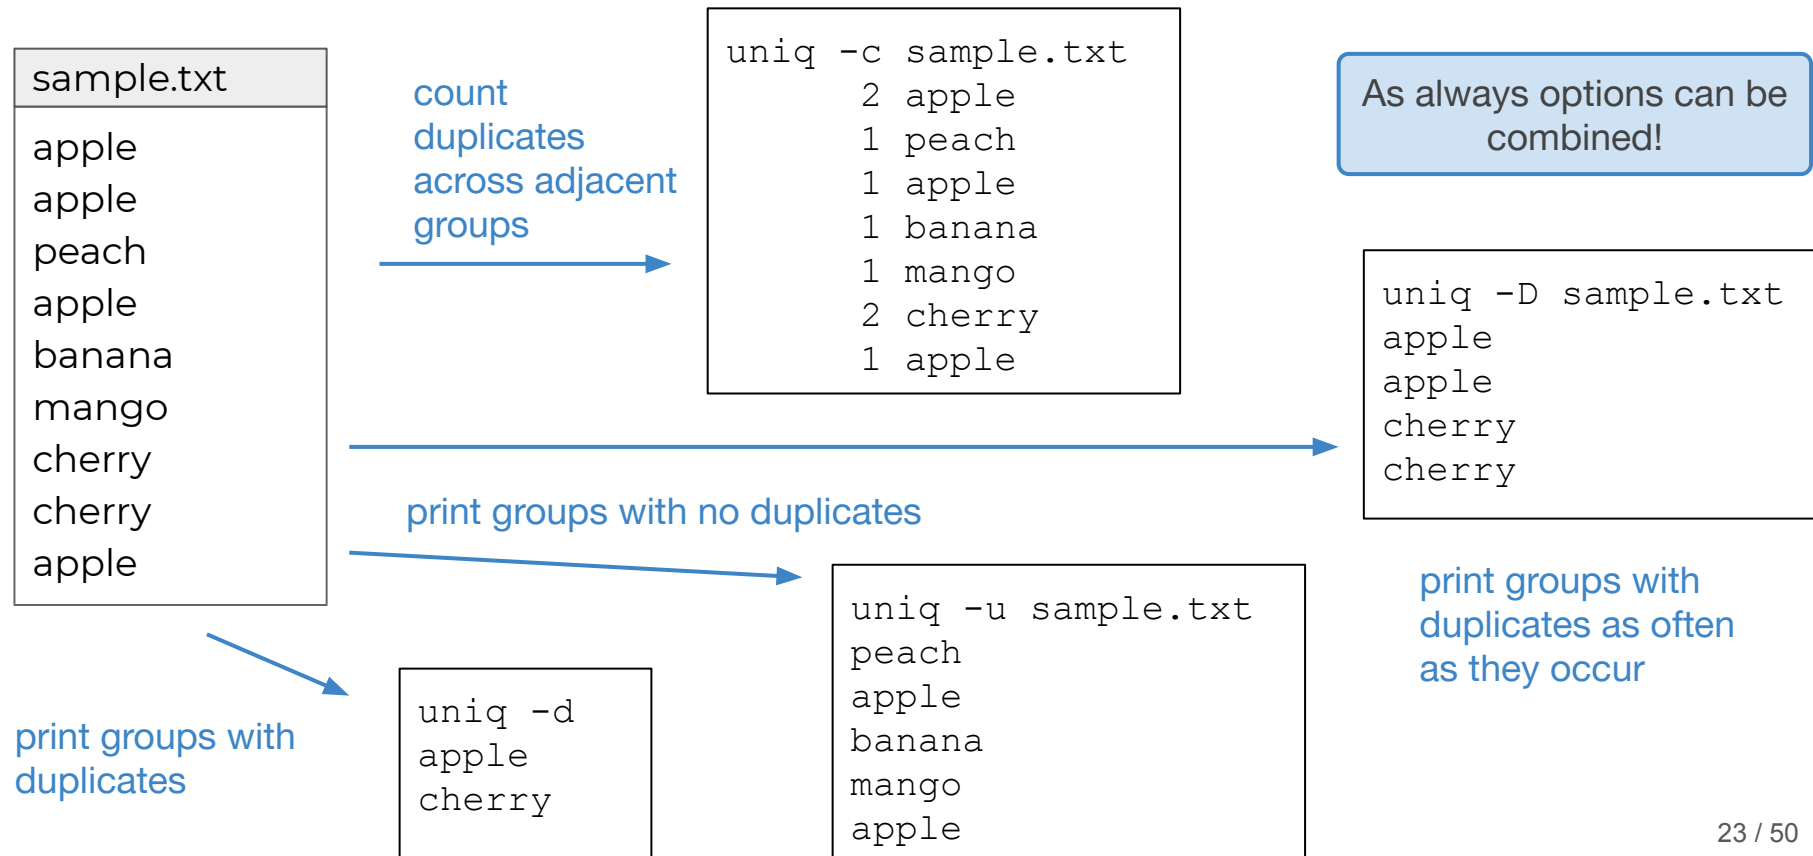 sample.txt
apple
apple
peach
apple
banana
mango
cherry
cherry
apple
count
duplicates
across adjacent
groups
uniq -c sample.txt
2 apple
1 peach
1 apple
1 banana
1 mango
2 cherry
1 apple
As always options can be
combined!
uniq -D sample.txt
apple
apple
cherry
cherry
print groups with
duplicates as often
as they occur
print groups with no duplicates
uniq -u sample.txt
peach
apple
banana
mango
apple
print groups with
duplicates
uniq -d
apple
cherry
23 / 50